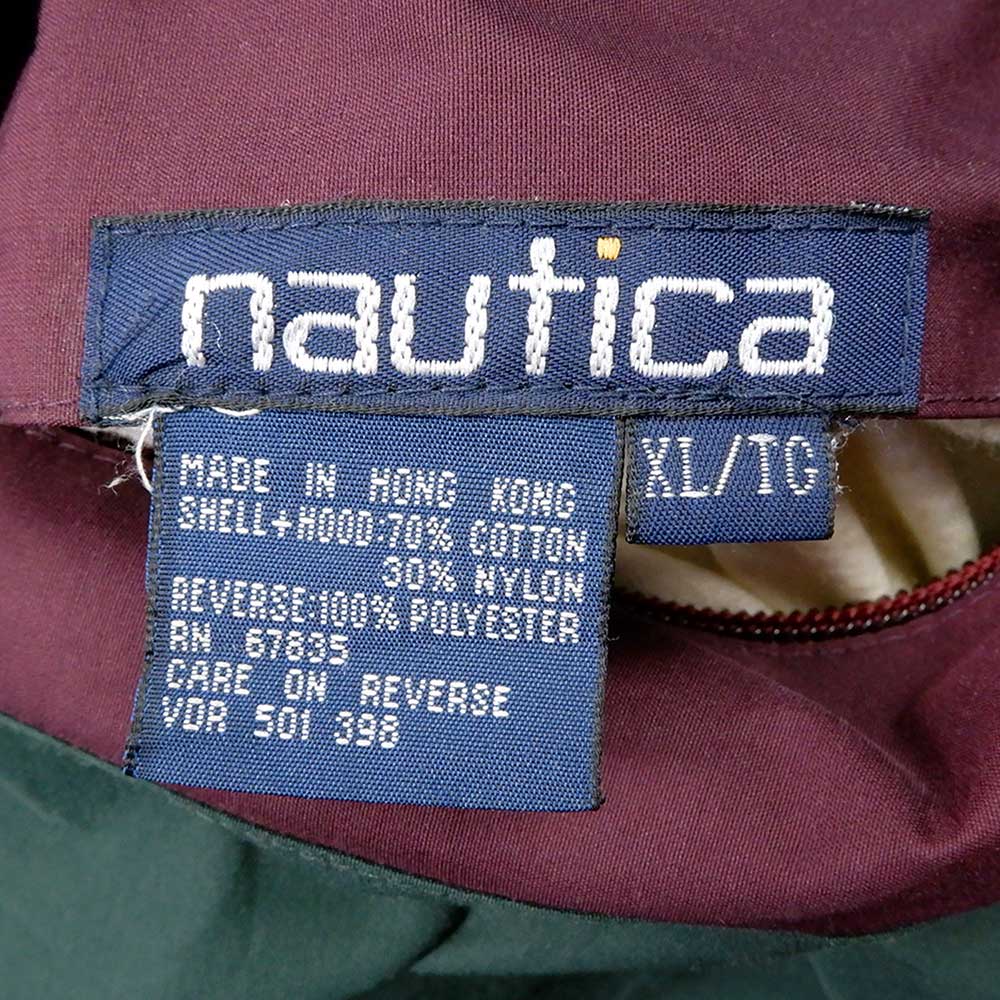 nautica
XL/TG
MADE IN HONG KONG
SHELL+HOOD:70% COTTON
30% NYLON
REVERSE:100% POLYESTER
RN 67835
CARE ON REVERSE
VDR 501 398